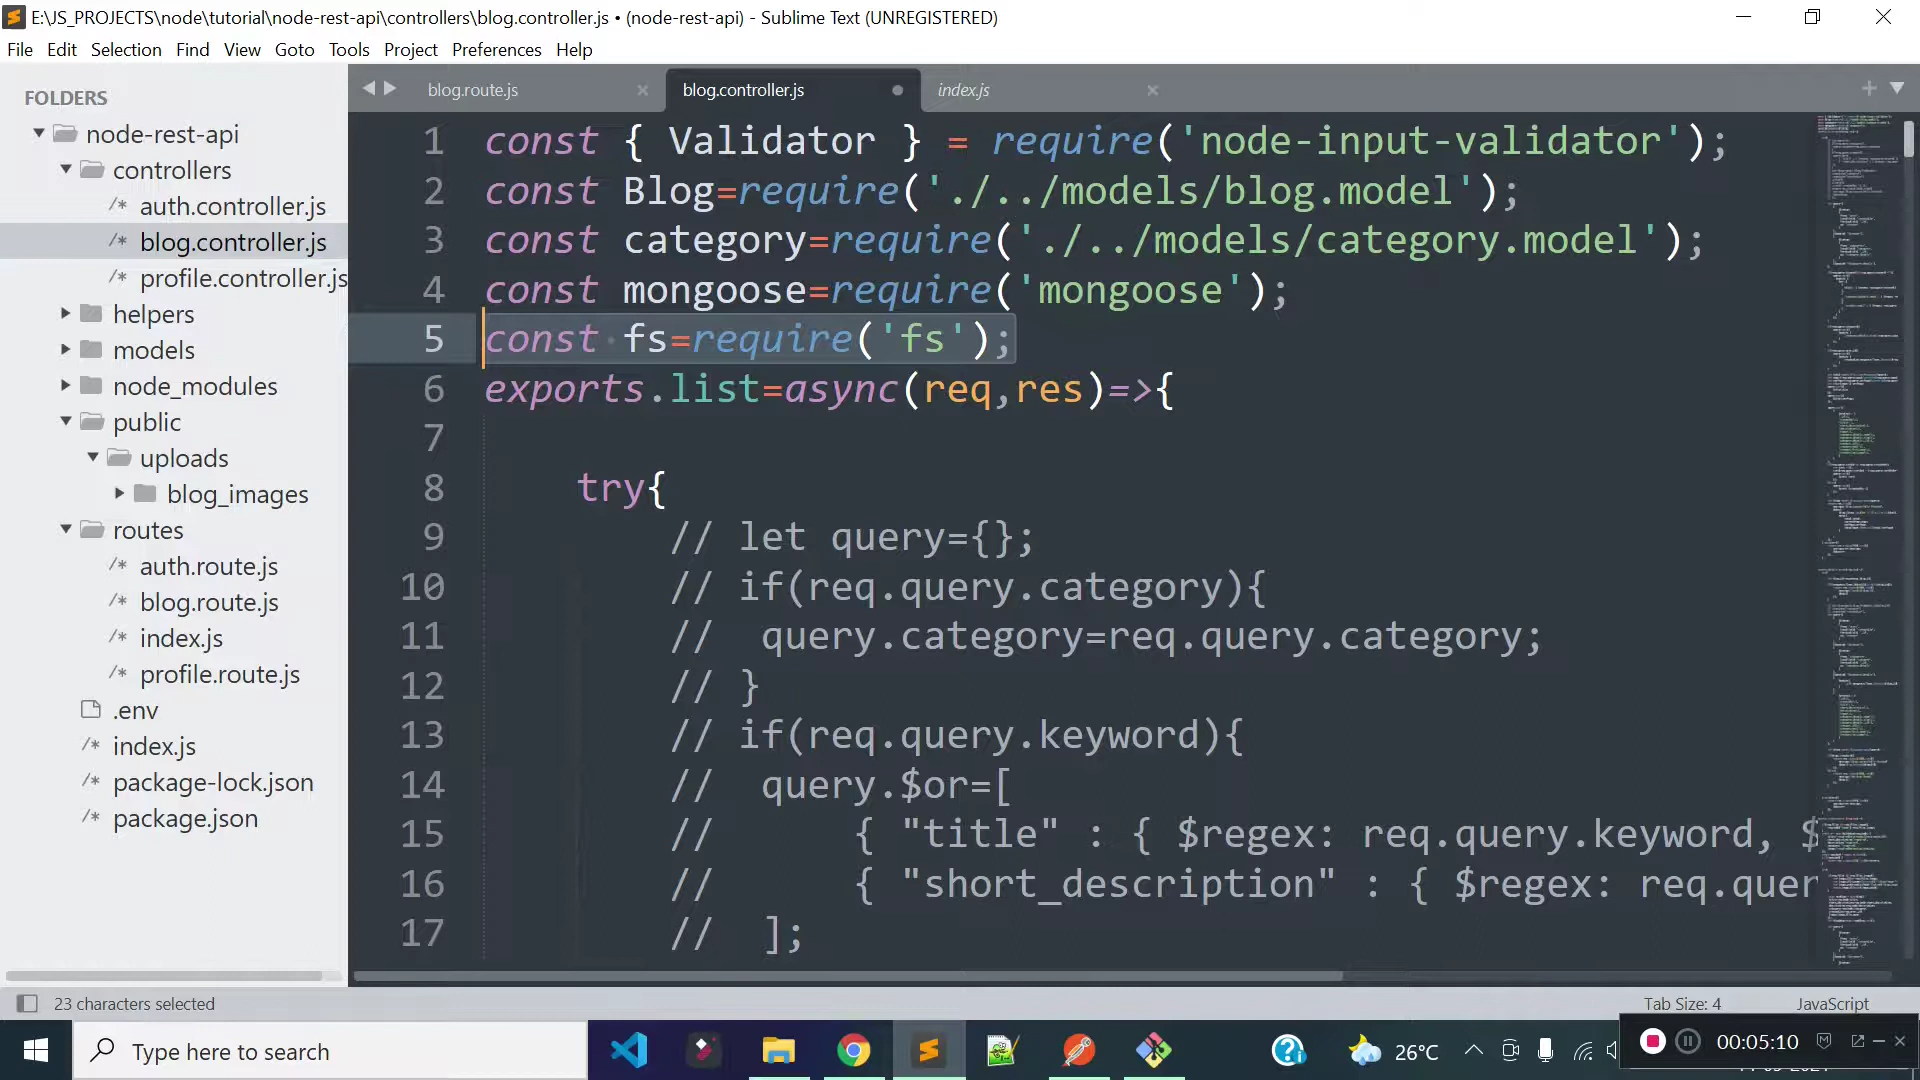 E:\JS_PROJECTS\node\tutorial\node-rest-api\controllers\blog.controller.js • (node-rest-api) - Sublime Text (UNREGISTERED)
File Edit Selection Find View Goto Tools Project Preferences Help
FOLDERS
node-rest-api
controllers
/* auth.controller.js
/* blog.controller.js
/* profile.controller.js
helpers
models
node_modules
public
uploads
blog_images
routes
/* auth.route.js
/* blog.route.js
/* index.js
/* profile.route.js
.env
/* index.js
/* package-lock.json
/* package.json
blog.route.js × blog.controller.js index.js ×
1 const { Validator } = require('node-input-validator');
2 const Blog=require('./../models/blog.model');
3 const category=require('./../models/category.model');
4 const mongoose=require('mongoose');
5 const fs=require('fs');
6 exports.list=async(req,res)=>{
7
8 try{
9 // let query={};
10 // if(req.query.category){
11 // query.category=req.query.category;
12 // }
13 // if(req.query.keyword){
14 // query.$or=[
15 // { "title" : { $regex: req.query.keyword, $
16 // { "short_description" : { $regex: req.quer
17 // ];
23 characters selected
Tab Size: 4 JavaScript
Type here to search
26°C
00:05:10